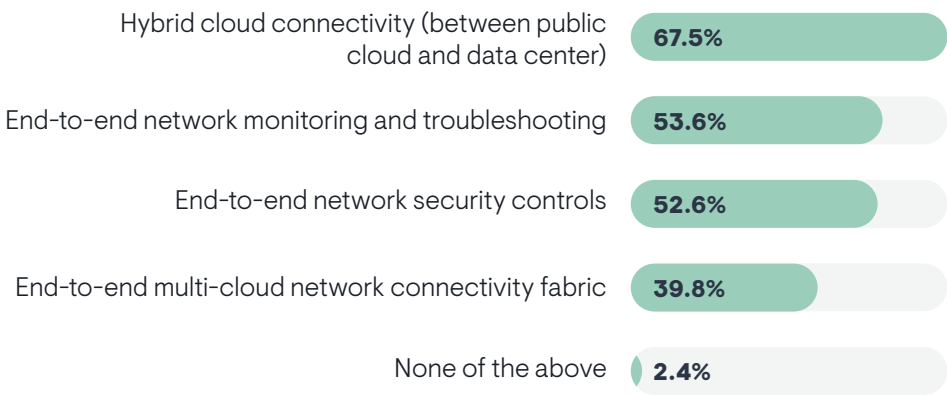 Hybrid cloud connectivity (between public
cloud and data center)
67.5%
End-to-end network monitoring and troubleshooting
53.6%
End-to-end network security controls
52.6%
End-to-end multi-cloud network connectivity fabric
39.8%
None of the above
2.4%